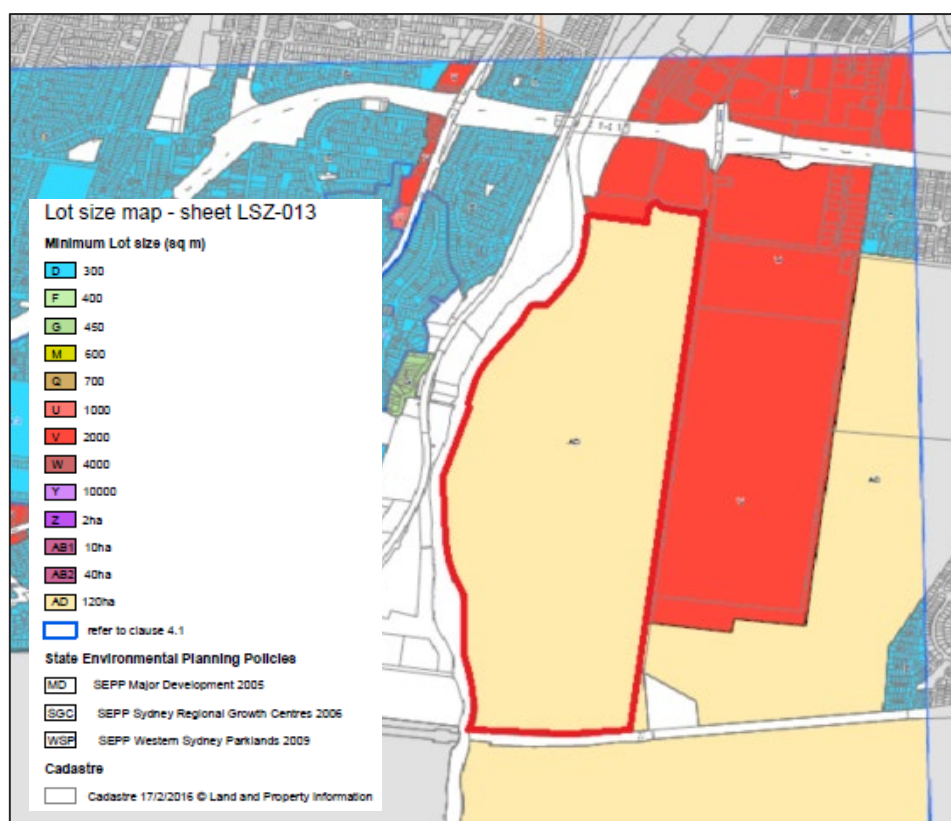 Lot size map - sheet LSZ-013
Minimum Lot size (sq m)
D 300
F 400
G 450
M 600
Q 700
U 1000
V 2000
W 4000
Y 10000
Z 2ha
AB1 10ha
AB2 40ha
AD 120ha
refer to clause 4.1
State Environmental Planning Policies
MD SEPP Major Development 2005
SGC SEPP Sydney Regional Growth Centres 2006
WSP SEPP Western Sydney Parklands 2009
Cadastre
Cadastre 17/2/2016 © Land and Property Information
AD
AD